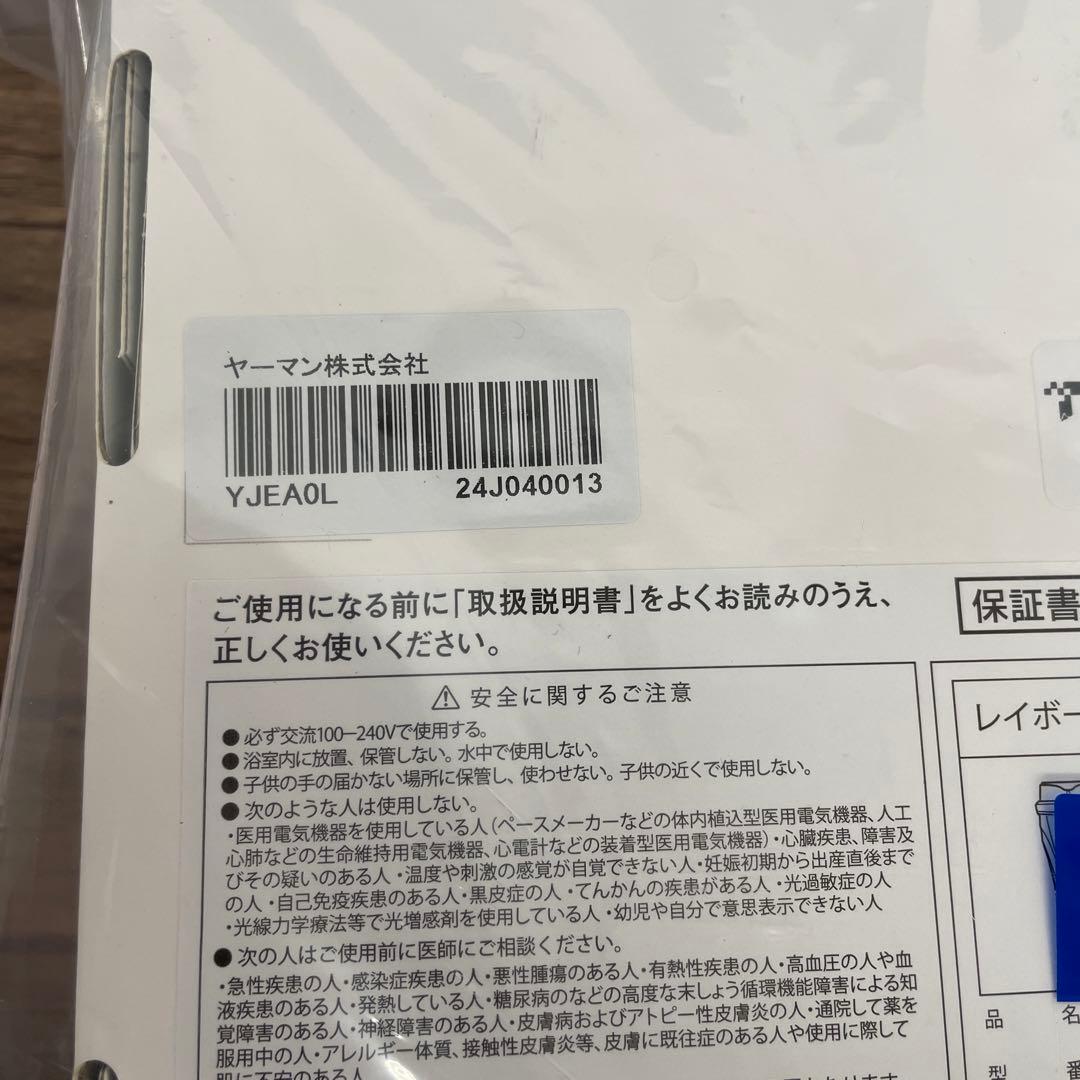 ヤーマン株式会社
YJEA0L 24J040013
ご使用になる前に「取扱説明書」をよくお読みのうえ、
正しくお使いください。
保証書
⚠ 安全に関するご注意
●必ず交流100ー240Vで使用する。
●浴室内に放置、保管しない。水中で使用しない。
●子供の手の届かない場所に保管し、使わせない。子供の近くで使用しない。
●次のような人は使用しない。
・医用電気機器を使用している人(ペースメーカーなどの体内植込型医用電気機器、人工
心肺などの生命維持用電気機器、心電計などの装着型医用電気機器)・心臓疾患、障害及
びその疑いのある人・温度や刺激の感覚が自覚できない人・妊娠初期から出産直後まで
の人・自己免疫疾患のある人・黒皮症の人・てんかんの疾患がある人・光過敏症の人
・光線力学療法等で光増感剤を使用している人・幼児や自分で意思表示できない人
●次の人はご使用前に医師にご相談ください。
・急性疾患の人・感染症疾患の人・悪性腫瘍のある人・有熱性疾患の人・高血圧の人や血
液疾患のある人・発熱している人・糖尿病のなどの高度な末しょう循環機能障害による知
覚障害のある人・神経障害のある人・皮膚病およびアトピー性皮膚炎の人・通院して薬を
服用中の人・アレルギー体質、接触性皮膚炎等、皮膚に既往症のある人や使用に際して
肌に不安のある人
レイボー
品 名
型 番